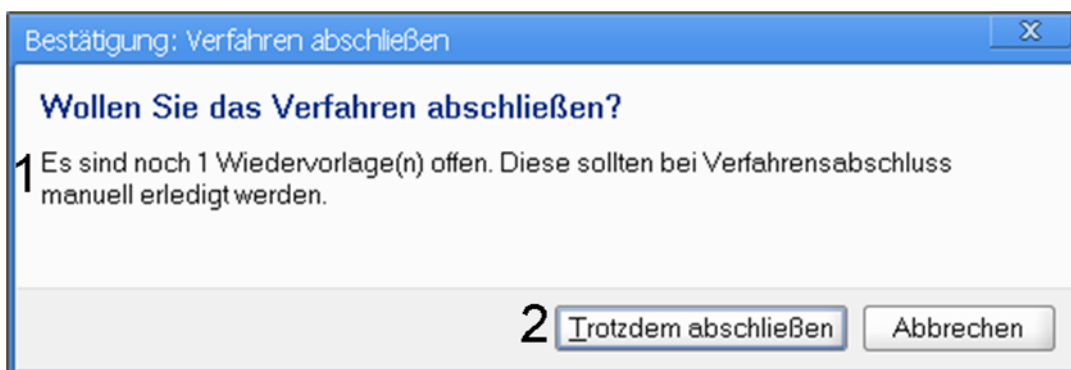 Bestätigung: Verfahren abschließen
Wollen Sie das Verfahren abschließen?
1 Es sind noch 1 Wiedervorlage(n) offen. Diese sollten bei Verfahrensabschluss
manuell erledigt werden.
2 Trotzdem abschließen Abbrechen